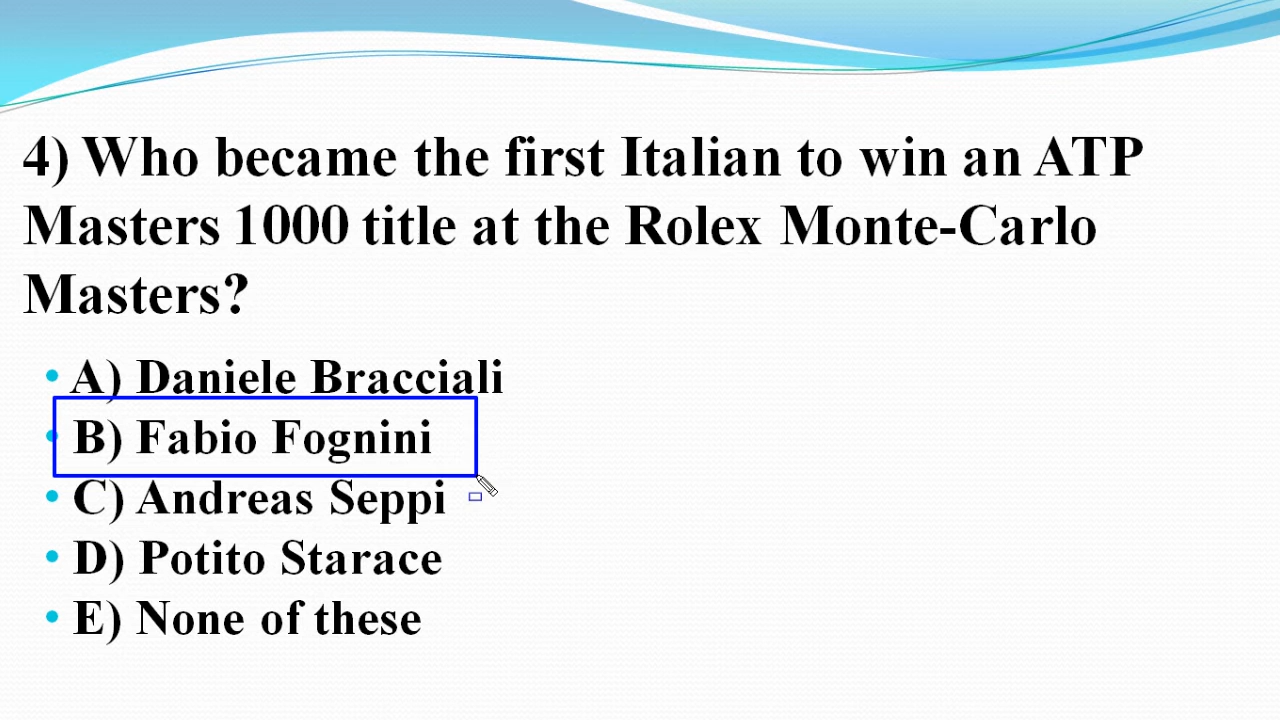 4) Who became the first Italian to win an ATP
Masters 1000 title at the Rolex Monte-Carlo
Masters?
• A) Daniele Bracciali
• B) Fabio Fognini
• C) Andreas Seppi
• D) Potito Starace
• E) None of these